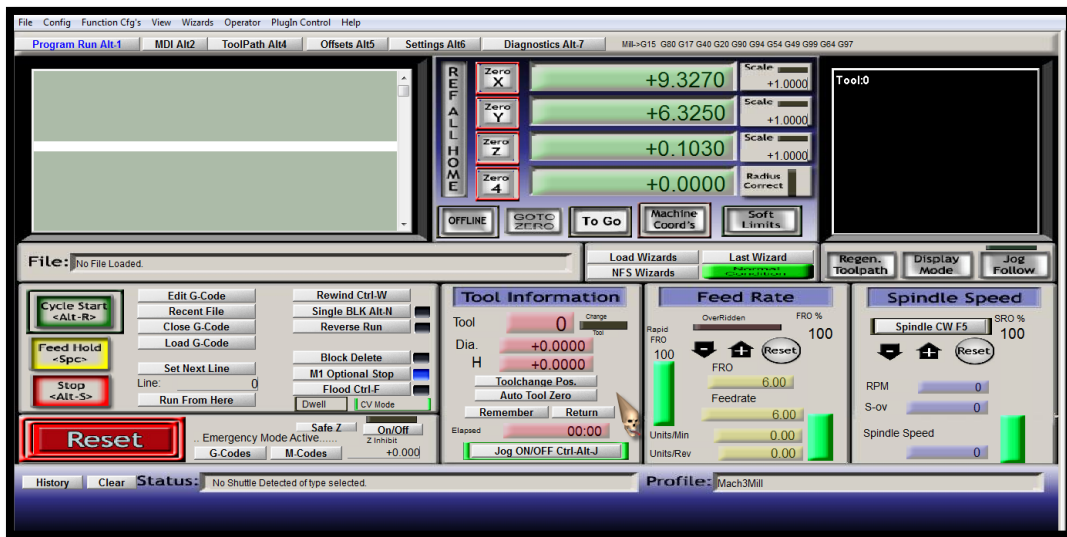 File Config Function Cfg's View Wizards Operator PlugIn Control Help
Program Run Alt-1 MDI Alt2 ToolPath Alt4 Offsets Alt5 Settings Alt6 Diagnostics Alt-7 Mill->G15 G80 G17 G40 G20 G90 G94 G54 G49 G99 G64 G97
REF ALL HOME
Zero X +9.3270 Scale +1.0000
Zero Y +6.3250 Scale +1.0000
Zero Z +0.1030 Scale +1.0000
Zero 4 +0.0000 Radius Correct
OFFLINE GOTO ZERO To Go Machine Coord's Soft Limits
Tool:0
File: No File Loaded.
Load Wizards Last Wizard
NFS Wizards Normal Condition
Regen. Toolpath Display Mode Jog Follow
Cycle Start <Alt-R>
Feed Hold <Spc>
Stop <Alt-S>
Edit G-Code
Recent File
Close G-Code
Load G-Code
Set Next Line
Line: 0
Run From Here
Rewind Ctrl-W
Single BLK Alt-N
Reverse Run
Block Delete
M1 Optional Stop
Flood Ctrl-F
Dwell CV Mode
Reset
.. Emergency Mode Active......
G-Codes M-Codes
Safe Z On/Off
Z Inhibit
+0.000
Tool Information
Tool 0 Change Tool
Dia. +0.0000
H +0.0000
Toolchange Pos.
Auto Tool Zero
Remember Return
Elapsed 00:00
Jog ON/OFF Ctrl-Alt-J
Feed Rate
OverRidden FRO %
Rapid FRO 100
100
Reset
FRO
6.00
Feedrate
6.00
Units/Min 0.00
Units/Rev 0.00
Spindle Speed
Spindle CW F5 SRO %
100
Reset
RPM 0
S-ov 0
Spindle Speed
0
History Clear Status: No Shuttle Detected of type selected. Profile: Mach3Mill